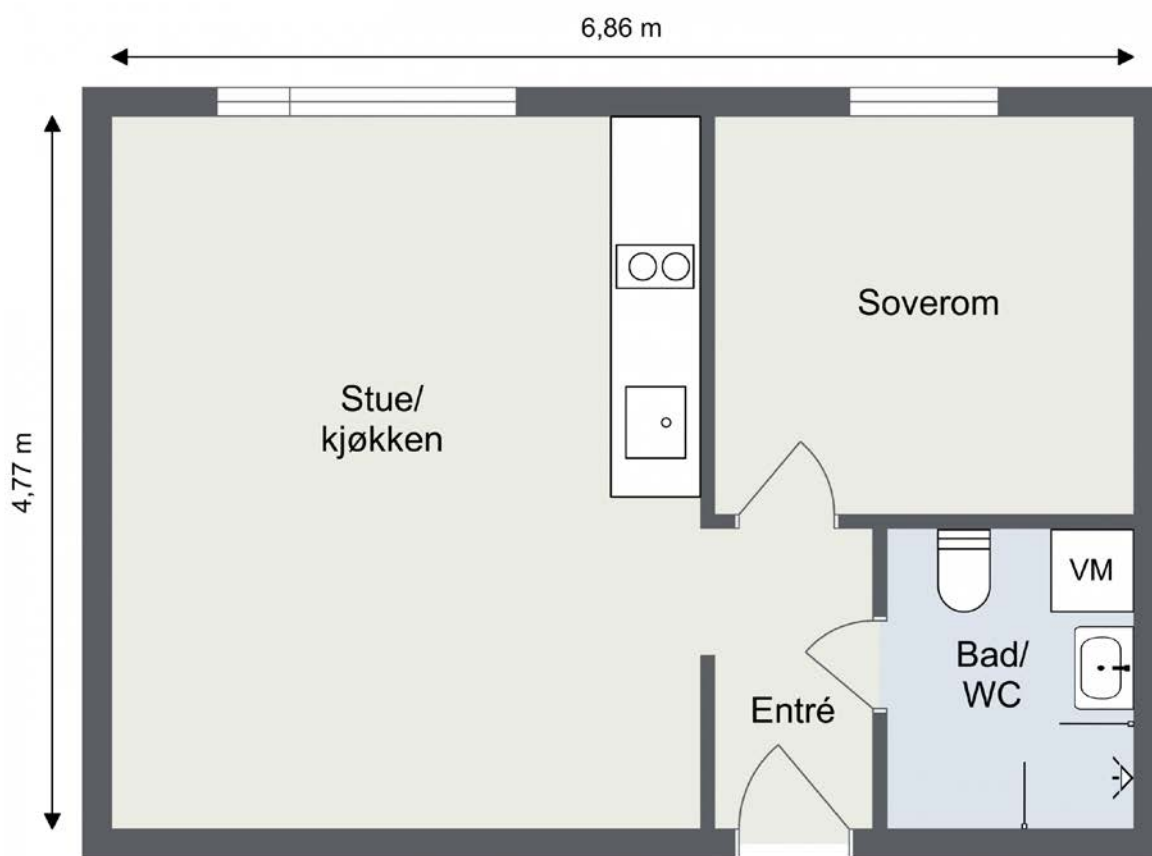 6,86 m
4,77 m
Soverom
Stue/
kjøkken
VM
Bad/
WC
Entré